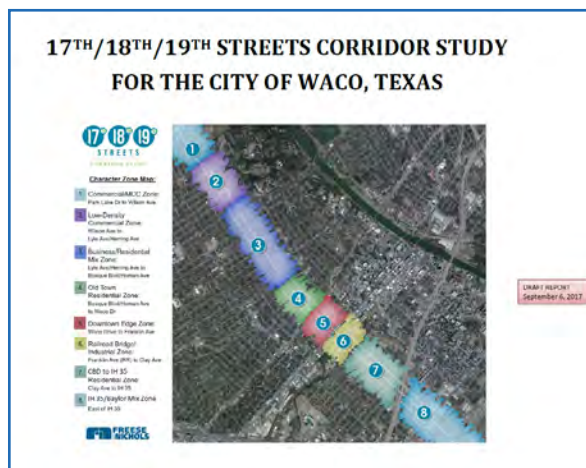 17TH/18TH/19TH STREETS CORRIDOR STUDY
FOR THE CITY OF WACO, TEXAS
17th 18th 19th
STREETS
Character Zone Map:
1 Commercial/MCC Zone:
Park Lane Dr to Wilson Ave
2 Low-Density
Commercial Zone:
Wilson Ave to
Lyle Ave/Herring Ave
3 Business/Residential
Mix Zone:
Lyle Ave/Herring Ave to
Bosque Blvd/Homan Ave
4 Old Town
Residential Zone:
Bosque Blvd/Homan Ave
to Waco Dr
5 Downtown Edge Zone:
Waco Drive to Franklin Ave
6 Railroad Bridge/
Industrial Zone:
Franklin Ave (RR) to Clay Ave
7 CBD to IH 35
Residential Zone:
Clay Ave to IH 35
8 IH 35/Baylor Mix Zone
East of IH 35
FREESE
NICHOLS
1
2
3
4
5
6
7
8
DRAFT REPORT
September 6, 2017